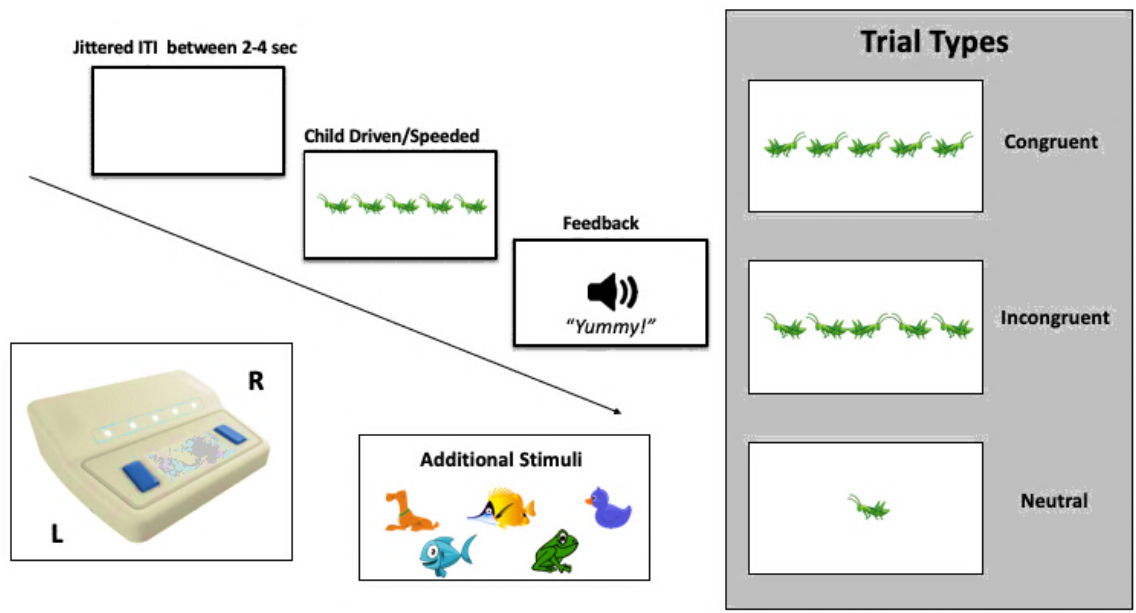 Jittered ITI between 2-4 sec
Child Driven/Speeded
Feedback
"Yummy!"
R
L
Additional Stimuli
Trial Types
Congruent
Incongruent
Neutral